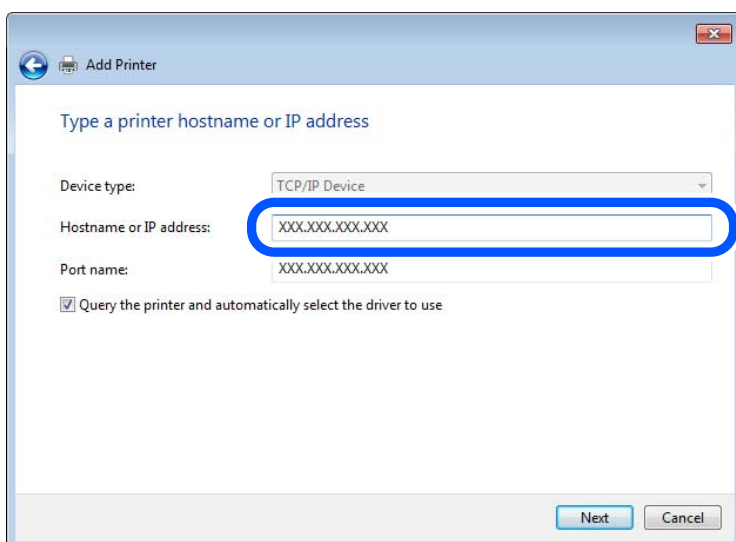 Add Printer
Type a printer hostname or IP address
Device type: TCP/IP Device
Hostname or IP address: XXX.XXX.XXX.XXX
Port name: XXX.XXX.XXX.XXX
Query the printer and automatically select the driver to use
Next Cancel